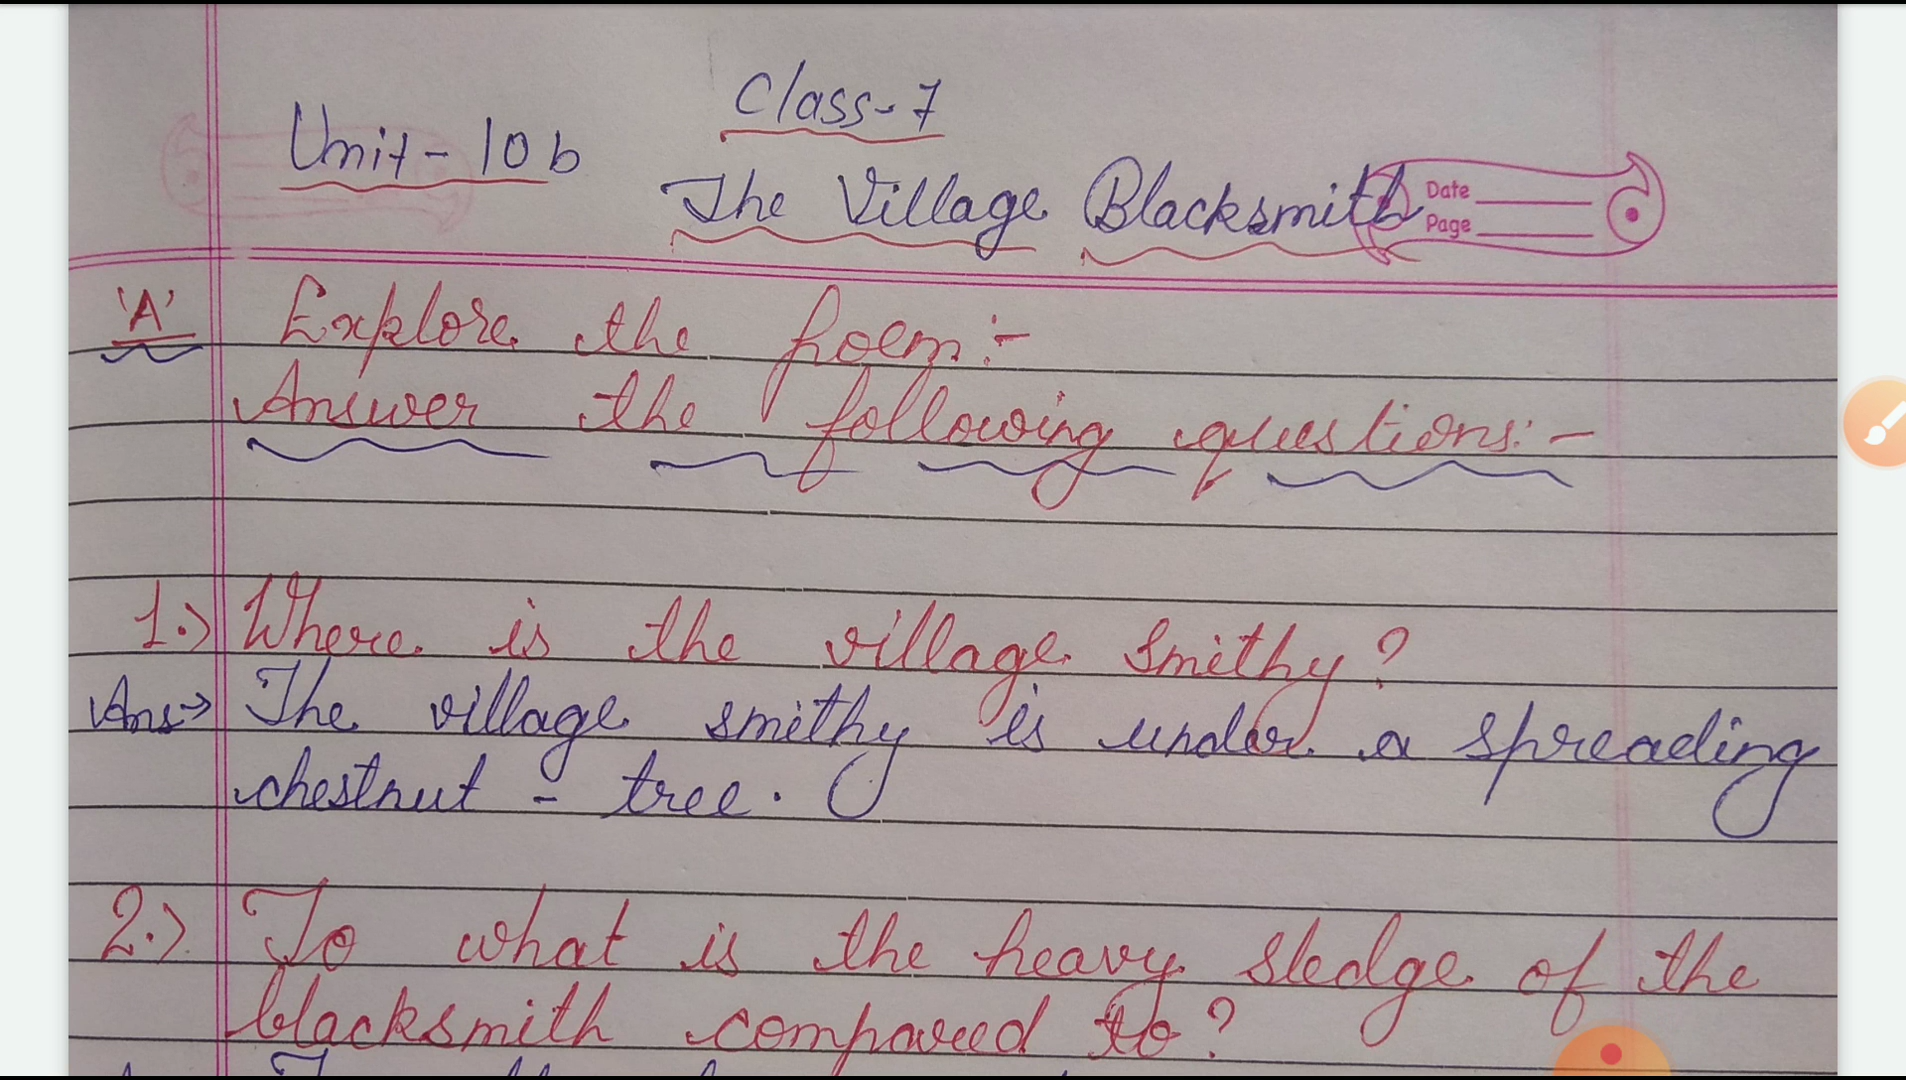 Class-7
Unit-10b
The Village Blacksmith
Date
Page
'A' Explore the poem:-
Answer the following questions:-
1.) Where is the village smithy?
Ans→ The village smithy is under a spreading
chestnut-tree.
2.) To what is the heavy sledge of the
blacksmith compared to?